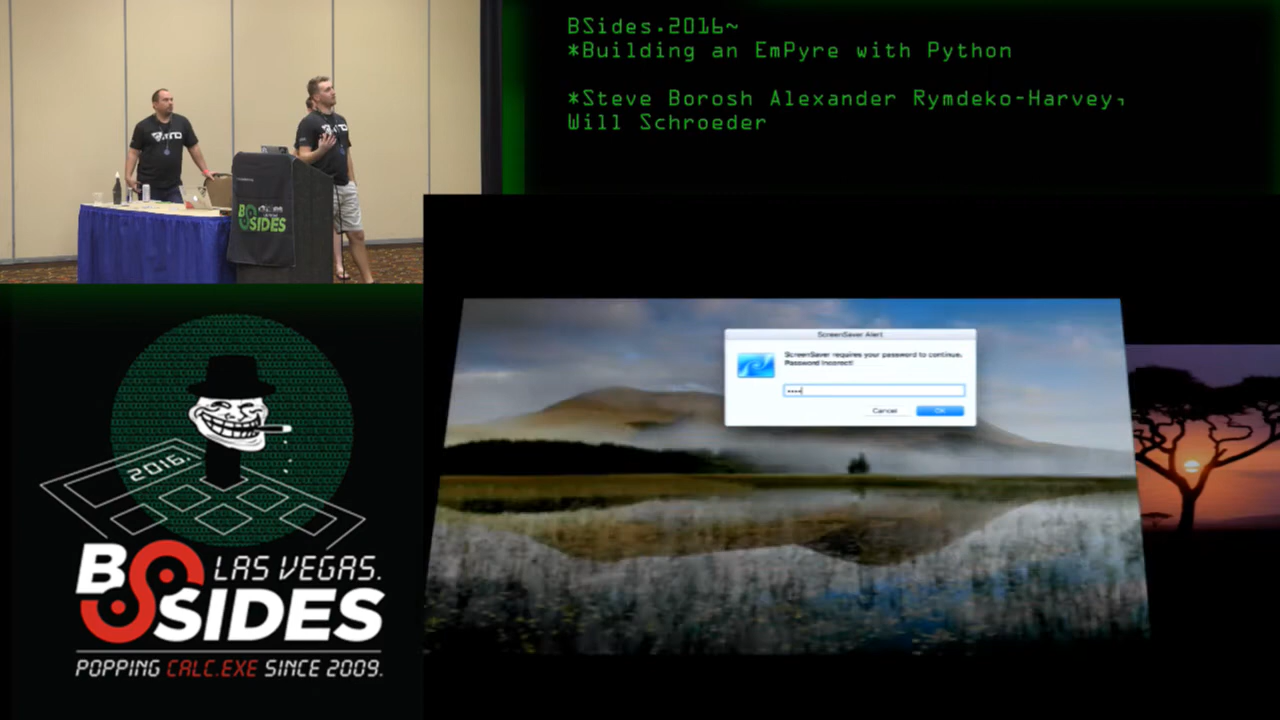 BSides.2016~
*Building an EmPyre with Python
*Steve Borosh Alexander Rymdeko-Harvey,
Will Schroeder
BSIDES
ScreenSaver Alert
ScreenSaver requires your password to continue.
Password Incorrect!
Cancel
OK
2016.
BSIDES
LAS VEGAS.
POPPING CALC.EXE SINCE 2009.